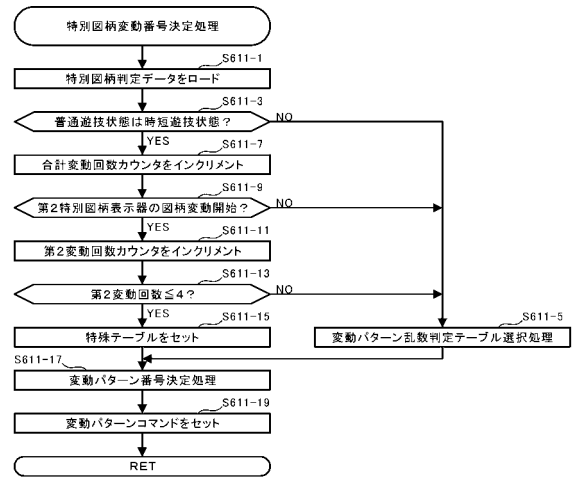 特別図柄変動番号決定処理
S611-1
特別図柄判定データをロード
S611-3
普通遊技状態は時短遊技状態？
NO
YES
S611-7
合計変動回数カウンタをインクリメント
S611-9
第2特別図柄表示器の図柄変動開始？
NO
YES
S611-11
第2変動回数カウンタをインクリメント
S611-13
第2変動回数≦4？
NO
YES
S611-15
特殊テーブルをセット
S611-5
変動パターン乱数判定テーブル選択処理
S611-17
変動パターン番号決定処理
S611-19
変動パターンコマンドをセット
RET